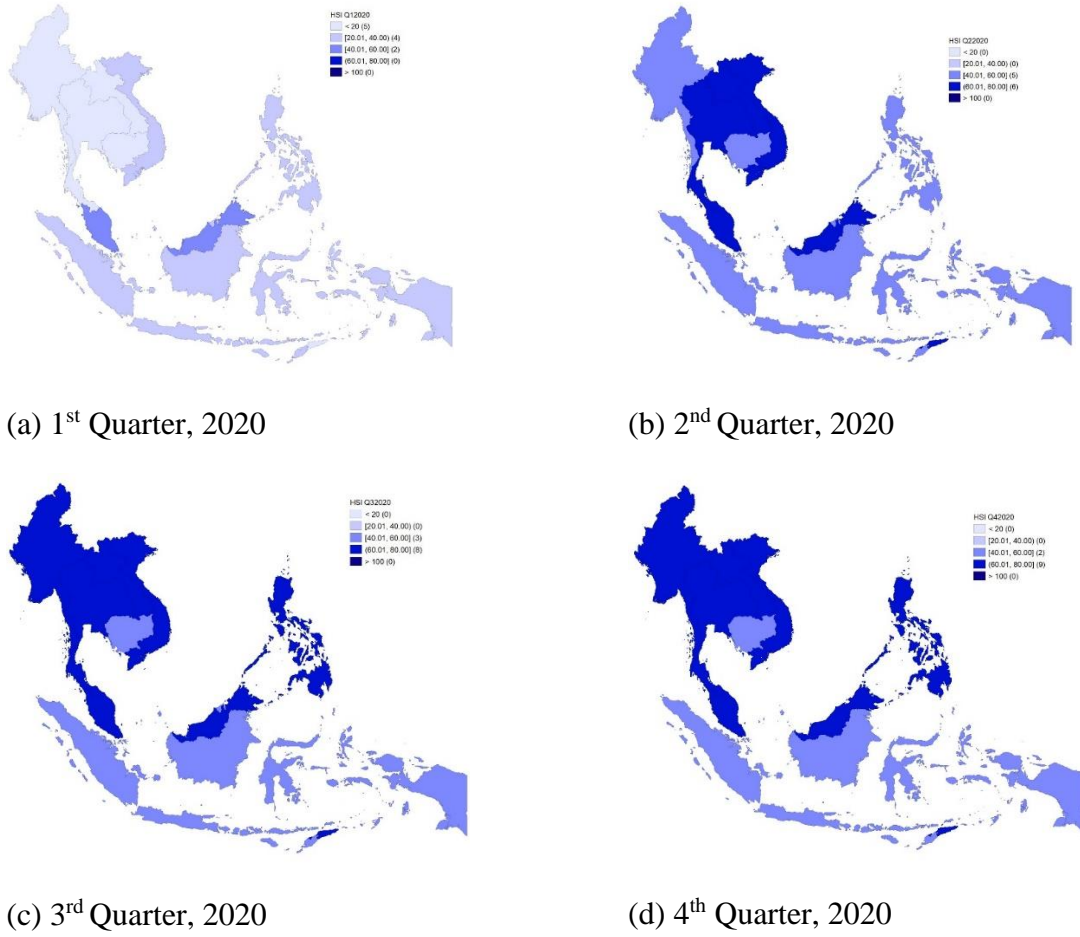 HSI Q12020
< 20 (5)
[20.01, 40.00) (4)
[40.01, 60.00] (2)
(60.01, 80.00] (0)
> 100 (0)
HSI Q22020
< 20 (0)
[20.01, 40.00) (0)
[40.01, 60.00] (5)
(60.01, 80.00] (6)
> 100 (0)
(a) 1st Quarter, 2020
(b) 2nd Quarter, 2020
HSI Q32020
< 20 (0)
[20.01, 40.00) (0)
[40.01, 60.00] (3)
(60.01, 80.00] (8)
> 100 (0)
HSI Q42020
< 20 (0)
[20.01, 40.00) (0)
[40.01, 60.00] (2)
(60.01, 80.00] (9)
> 100 (0)
(c) 3rd Quarter, 2020
(d) 4th Quarter, 2020